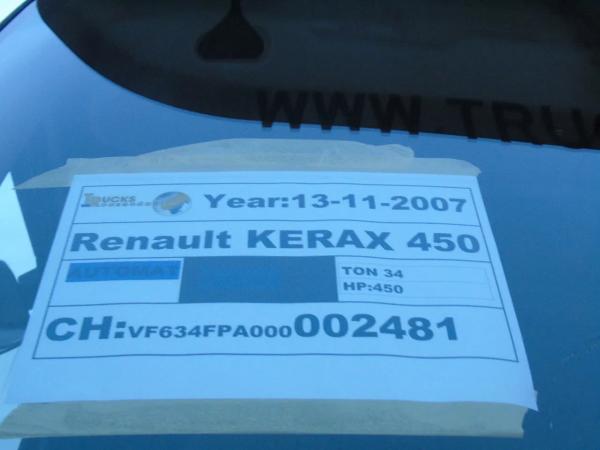 WWW.TRU
TRUCKS Year:13-11-2007
Renault KERAX 450
AUTOMAT
TON 34
HP:450
CH:VF634FPA000002481